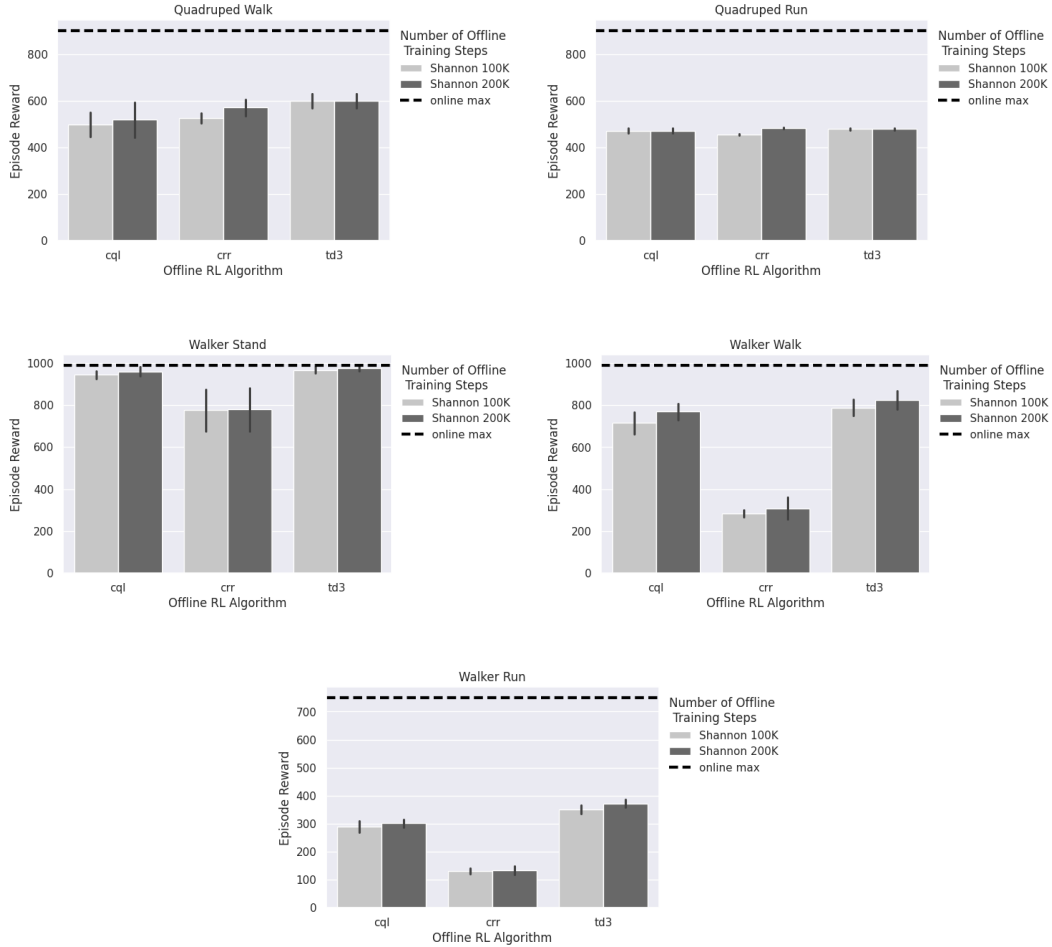 Quadruped Walk
Episode Reward
800
600
400
200
0
cql crr td3
Offline RL Algorithm
Number of Offline
Training Steps
Shannon 100K
Shannon 200K
online max
Quadruped Run
Episode Reward
800
600
400
200
0
cql crr td3
Offline RL Algorithm
Number of Offline
Training Steps
Shannon 100K
Shannon 200K
online max
Walker Stand
Episode Reward
1000
800
600
400
200
0
cql crr td3
Offline RL Algorithm
Number of Offline
Training Steps
Shannon 100K
Shannon 200K
online max
Walker Walk
Episode Reward
1000
800
600
400
200
0
cql crr td3
Offline RL Algorithm
Number of Offline
Training Steps
Shannon 100K
Shannon 200K
online max
Walker Run
Episode Reward
700
600
500
400
300
200
100
0
cql crr td3
Offline RL Algorithm
Number of Offline
Training Steps
Shannon 100K
Shannon 200K
online max